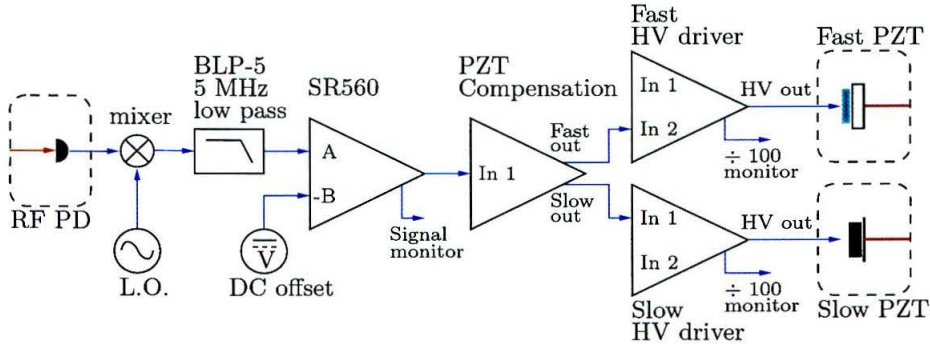 RF PD
mixer
L.O.
BLP-5
5 MHz
low pass
SR560
A
-B
V
DC offset
Signal
monitor
PZT
Compensation
In 1
Fast
out
Slow
out
Fast
HV driver
In 1
In 2
HV out
÷ 100
monitor
Fast PZT
In 1
In 2
HV out
÷ 100
monitor
Slow
HV driver
Slow PZT